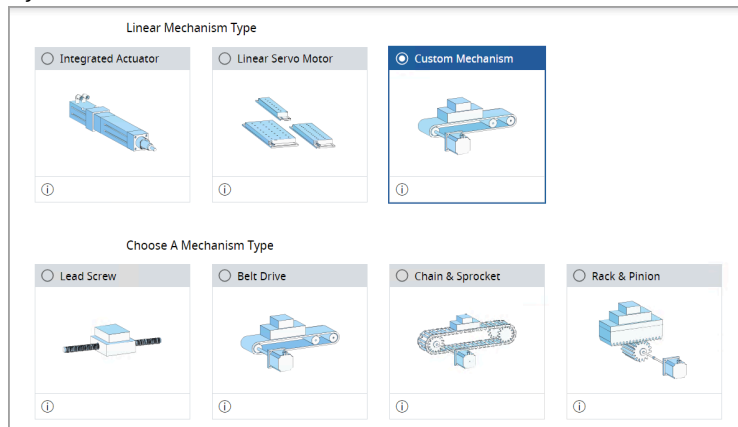 Linear Mechanism Type
Integrated Actuator
Linear Servo Motor
Custom Mechanism
Choose A Mechanism Type
Lead Screw
Belt Drive
Chain & Sprocket
Rack & Pinion